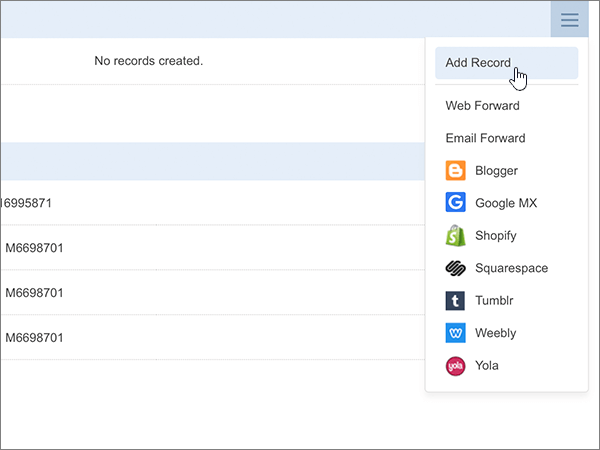 No records created.
Add Record
Web Forward
Email Forward
Blogger
Google MX
Shopify
Squarespace
Tumblr
Weebly
yola Yola
16995871
M6698701
M6698701
M6698701